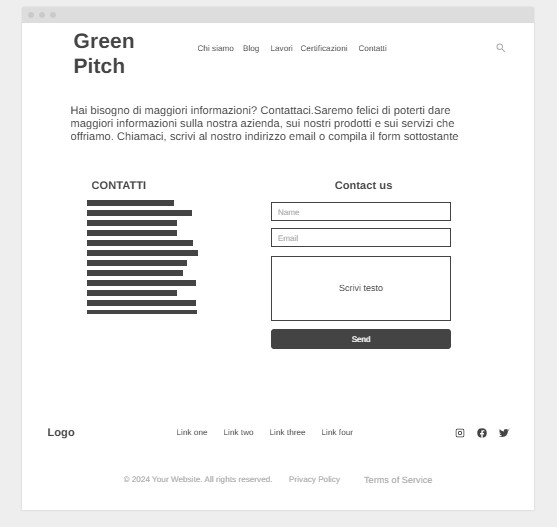 Green
Pitch
Chi siamo Blog Lavori Certificazioni Contatti
Hai bisogno di maggiori informazioni? Contattaci.Saremo felici di poterti dare
maggiori informazioni sulla nostra azienda, sui nostri prodotti e sui servizi che
offriamo. Chiamaci, scrivi al nostro indirizzo email o compila il form sottostante
CONTATTI
Contact us
Name
Email
Scrivi testo
Send
Logo
Link one Link two Link three Link four
© 2024 Your Website. All rights reserved. Privacy Policy Terms of Service